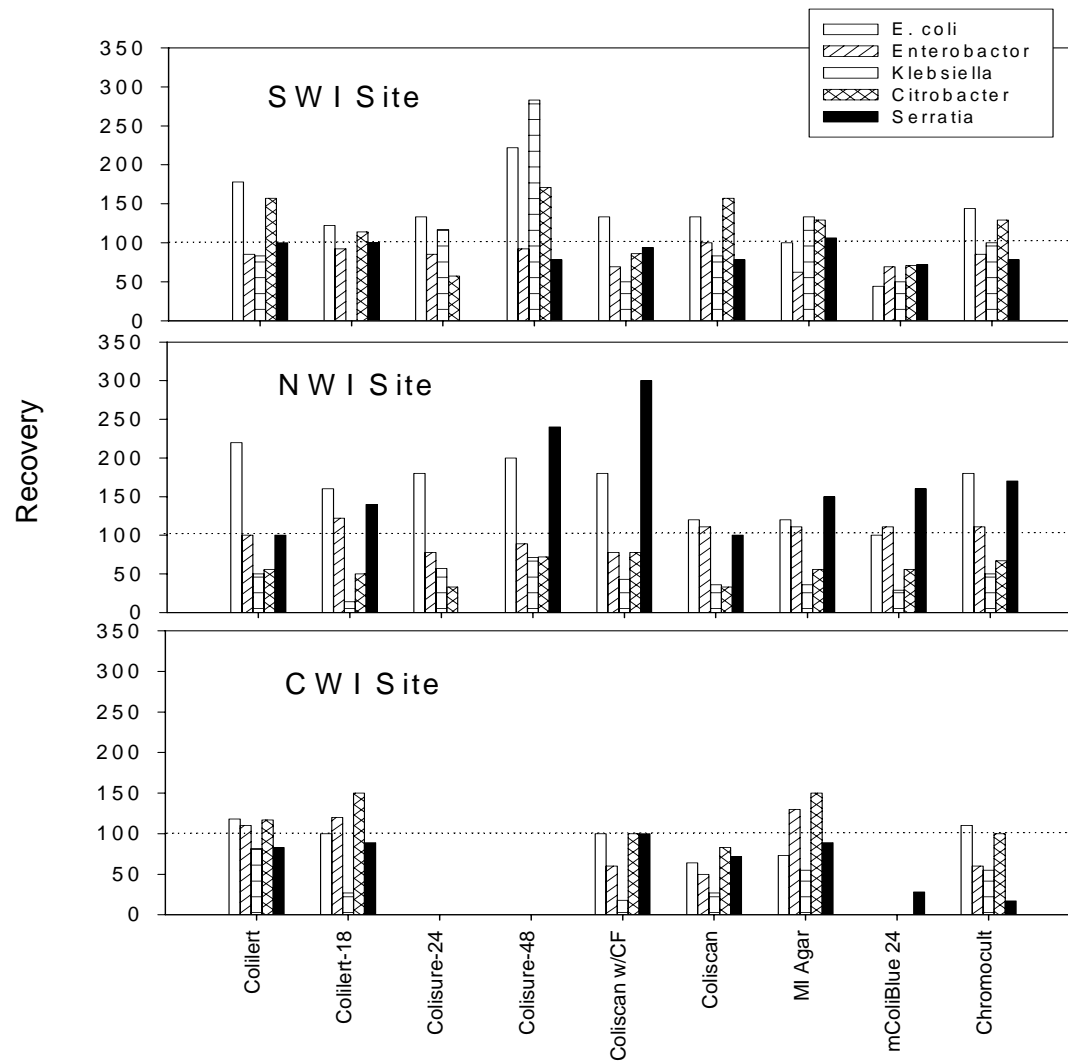 E. coli
Enterobactor
Klebsiella
Citrobacter
Serratia
350
300
250
200
150
100
50
0
SWI Site
Recovery
350
300
250
200
150
100
50
0
NWI Site
350
300
250
200
150
100
50
0
CWI Site
Colilert
Colilert-18
Colisure-24
Colisure-48
Coliscan w/CF
Coliscan
MI Agar
mColiBlue 24
Chromocult